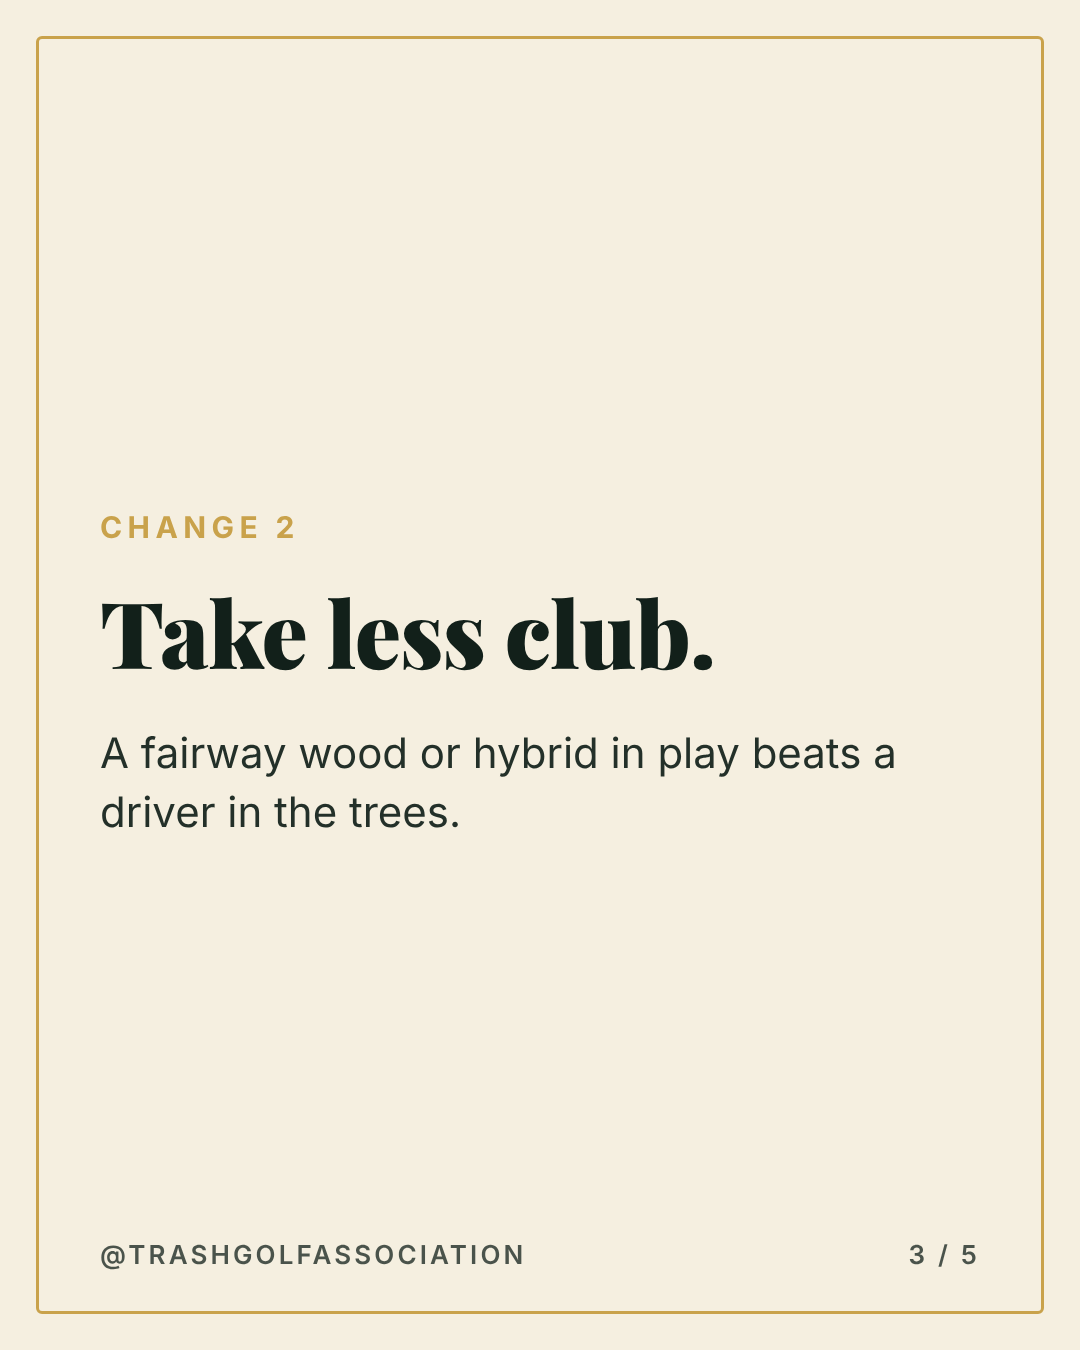 CHANGE 2
Take less club.
A fairway wood or hybrid in play beats a
driver in the trees.
@TRASHGOLFASSOCIATION
3 / 5